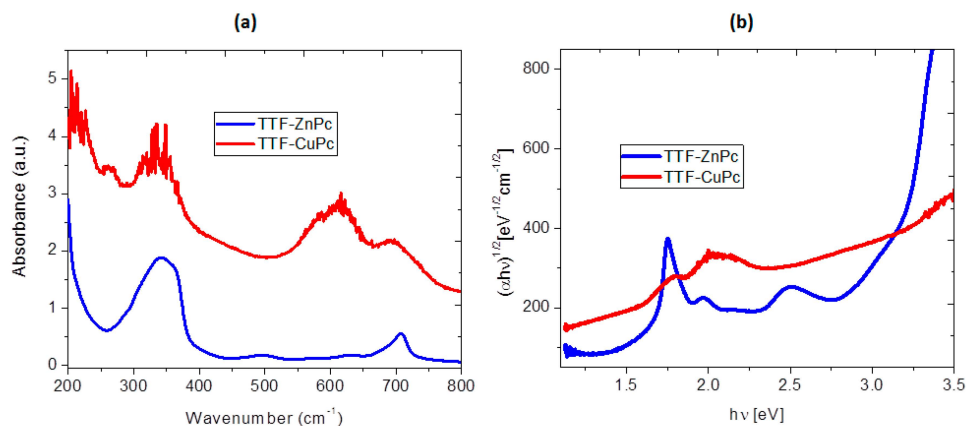 (a)
Absorbance (a.u.)
5
4
3
2
1
0
TTF-ZnPc
TTF-CuPc
200 300 400 500 600 700 800
Wavenumber (cm⁻¹)
(b)
(αhν)^1/2 [eV^-1/2 cm^-1/2]
800
600
400
200
TTF-ZnPc
TTF-CuPc
1.5 2.0 2.5 3.0 3.5
hν [eV]